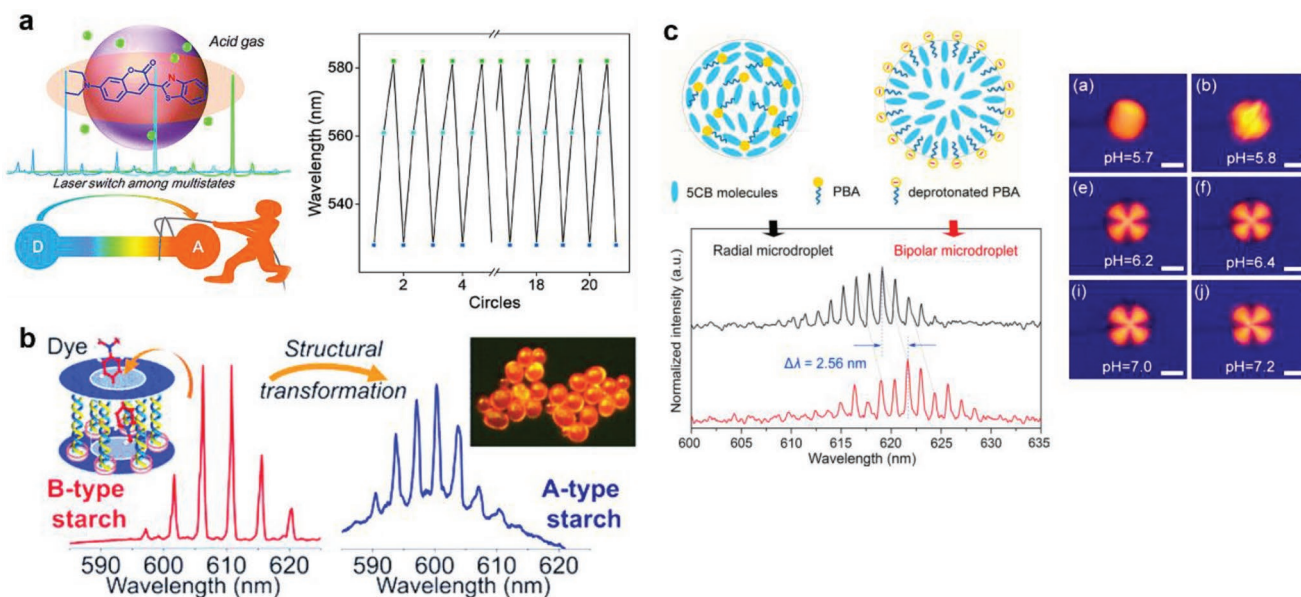 a
Acid gas
O
O
N
N
S
Laser switch among multistates
D
A
Wavelength (nm)
580
560
540
2
4
18
20
Circles
b
Dye
Structural
transformation
B-type
starch
A-type
starch
590
600
610
620
Wavelength (nm)
590
600
610
620
Wavelength (nm)
c
5CB molecules
PBA
deprotonated PBA
Radial microdroplet
Bipolar microdroplet
Normalized intensity (a.u.)
Δλ = 2.56 nm
600
605
610
615
620
625
630
635
Wavelength (nm)
(a)
pH=5.7
(b)
pH=5.8
(e)
pH=6.2
(f)
pH=6.4
(i)
pH=7.0
(j)
pH=7.2